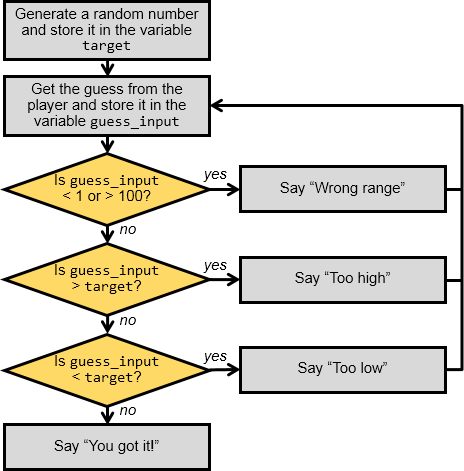 Generate a random number
and store it in the variable
target
Get the guess from the
player and store it in the
variable guess_input
Is guess_input
< 1 or > 100?
yes
Say “Wrong range”
no
Is guess_input
> target?
yes
Say “Too high”
no
Is guess_input
< target?
yes
Say “Too low”
no
Say “You got it!”